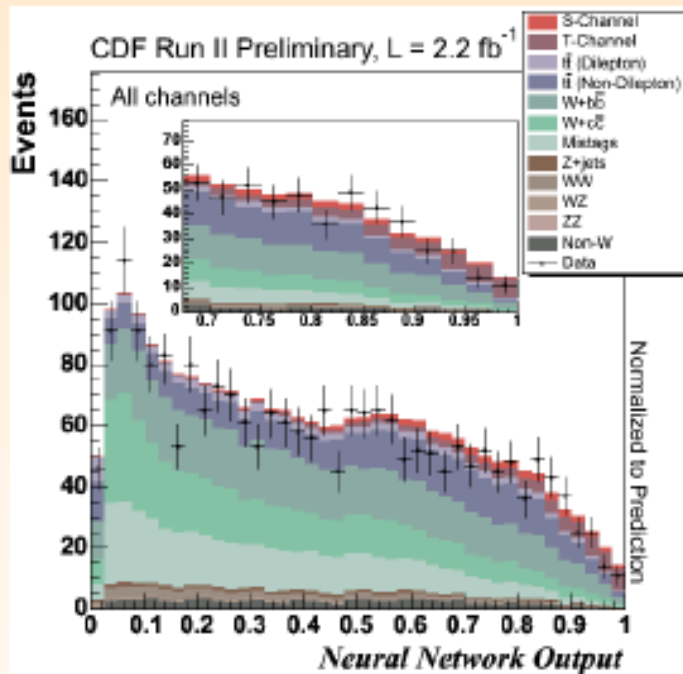 CDF Run II Preliminary, L = 2.2 fb⁻¹
All channels
S-Channel
T-Channel
tt̄ (Dilepton)
tt̄ (Non-Dilepton)
W+bb̄
W+cc̄
Mistags
Z+jets
WW
WZ
ZZ
Non-W
Data
Events
160
140
120
100
80
60
40
20
0
70
60
50
40
30
20
10
0
0.7 0.75 0.8 0.85 0.9 0.95 1
0 0.1 0.2 0.3 0.4 0.5 0.6 0.7 0.8 0.9 1
Neural Network Output
Normalized to Prediction